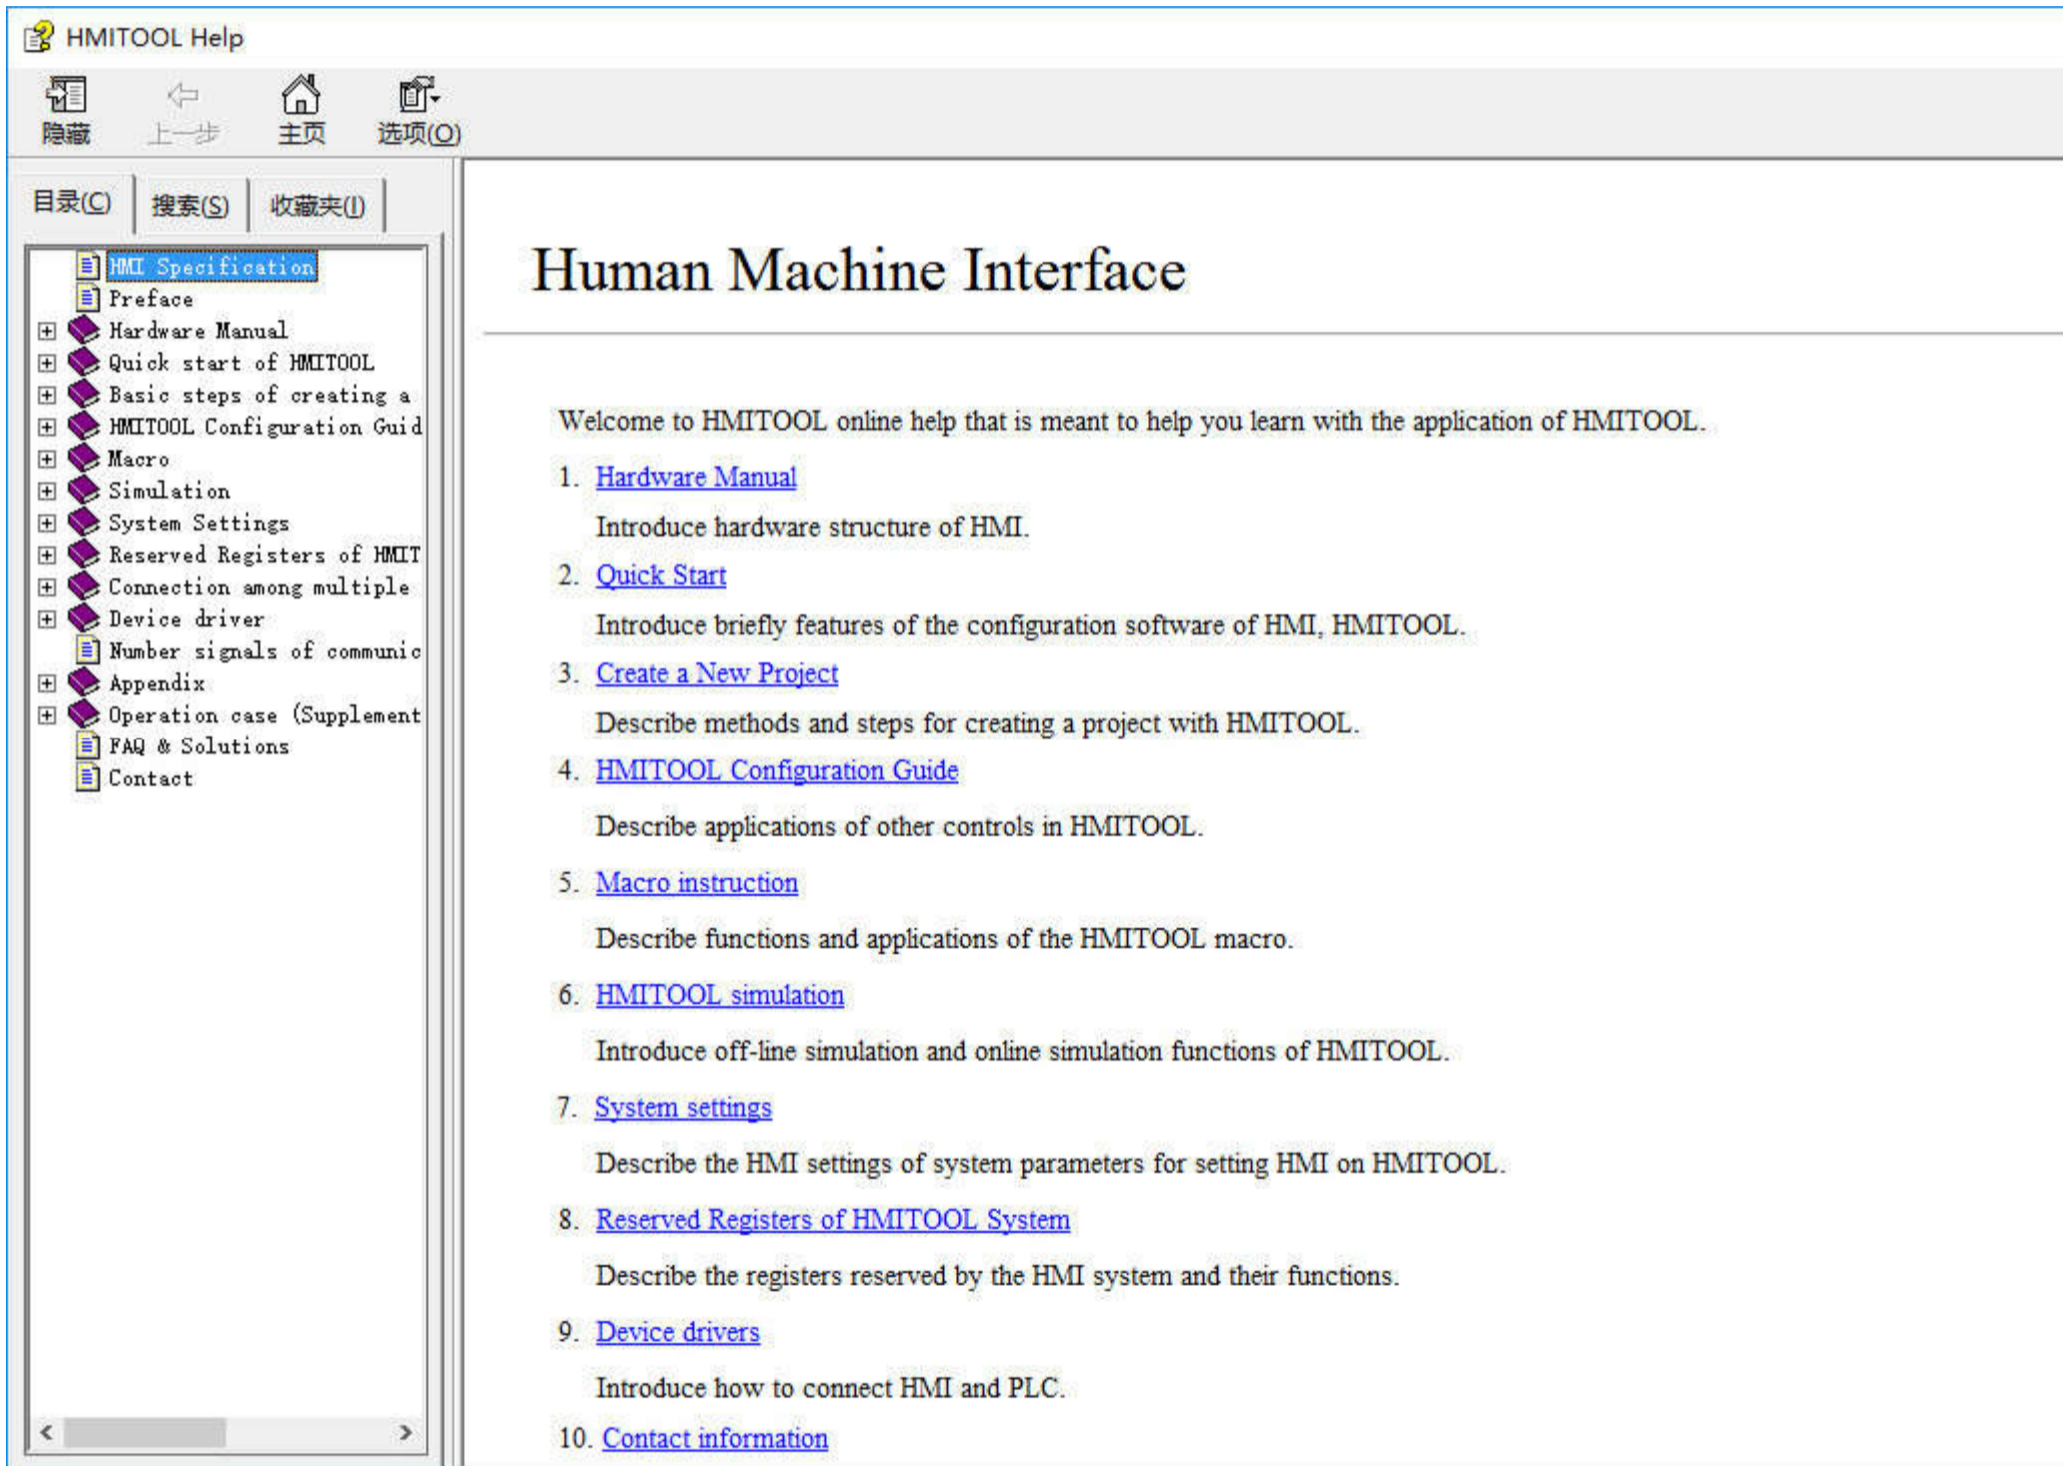 HMITOOL Help
隐藏 上一步 主页 选项(O)
目录(C) 搜索(S) 收藏夹(I)
HMI Specification
Preface
Hardware Manual
Quick start of HMITOOL
Basic steps of creating a
HMITOOL Configuration Guid
Macro
Simulation
System Settings
Reserved Registers of HMIT
Connection among multiple
Device driver
Number signals of communic
Appendix
Operation case (Supplement
FAQ & Solutions
Contact
Human Machine Interface
Welcome to HMITOOL online help that is meant to help you learn with the application of HMITOOL.
1. Hardware Manual
Introduce hardware structure of HMI.
2. Quick Start
Introduce briefly features of the configuration software of HMI, HMITOOL.
3. Create a New Project
Describe methods and steps for creating a project with HMITOOL.
4. HMITOOL Configuration Guide
Describe applications of other controls in HMITOOL.
5. Macro instruction
Describe functions and applications of the HMITOOL macro.
6. HMITOOL simulation
Introduce off-line simulation and online simulation functions of HMITOOL.
7. System settings
Describe the HMI settings of system parameters for setting HMI on HMITOOL.
8. Reserved Registers of HMITOOL System
Describe the registers reserved by the HMI system and their functions.
9. Device drivers
Introduce how to connect HMI and PLC.
10. Contact information